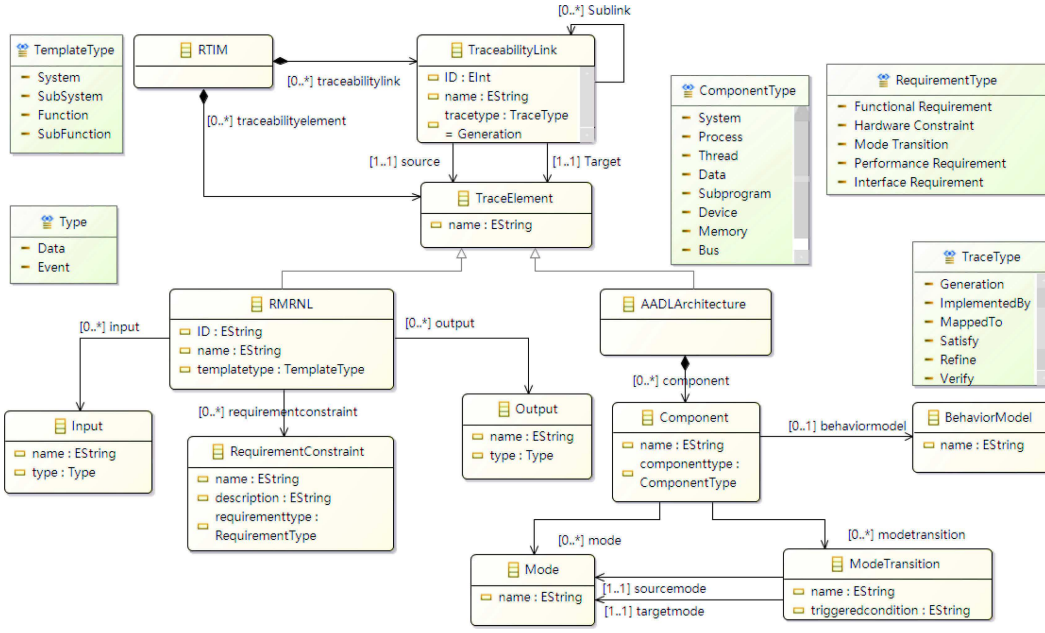 [0..*] Sublink
TemplateType
System
SubSystem
Function
SubFunction
RTIM
[0..*] traceabilitylink
[0..*] traceabilityelement
TraceabilityLink
ID : EInt
name : EString
tracetype : TraceType
= Generation
[1..1] source
[1..1] Target
ComponentType
System
Process
Thread
Data
Subprogram
Device
Memory
Bus
RequirementType
Functional Requirement
Hardware Constraint
Mode Transition
Performance Requirement
Interface Requirement
TraceElement
name : EString
Type
Data
Event
TraceType
Generation
ImplementedBy
MappedTo
Satisfy
Refine
Verify
RMRNL
ID : EString
name : EString
templatetype : TemplateType
[0..*] input
[0..*] output
[0..*] requirementconstraint
AADLArchitecture
[0..*] component
Input
name : EString
type : Type
RequirementConstraint
name : EString
description : EString
requirementtype :
RequirementType
Output
name : EString
type : Type
Component
name : EString
componenttype :
ComponentType
[0..1] behaviormodel
BehaviorModel
name : EString
[0..*] mode
[0..*] modetransition
Mode
name : EString
[1..1] sourcemode
[1..1] targetmode
ModeTransition
name : EString
triggeredcondition : EString